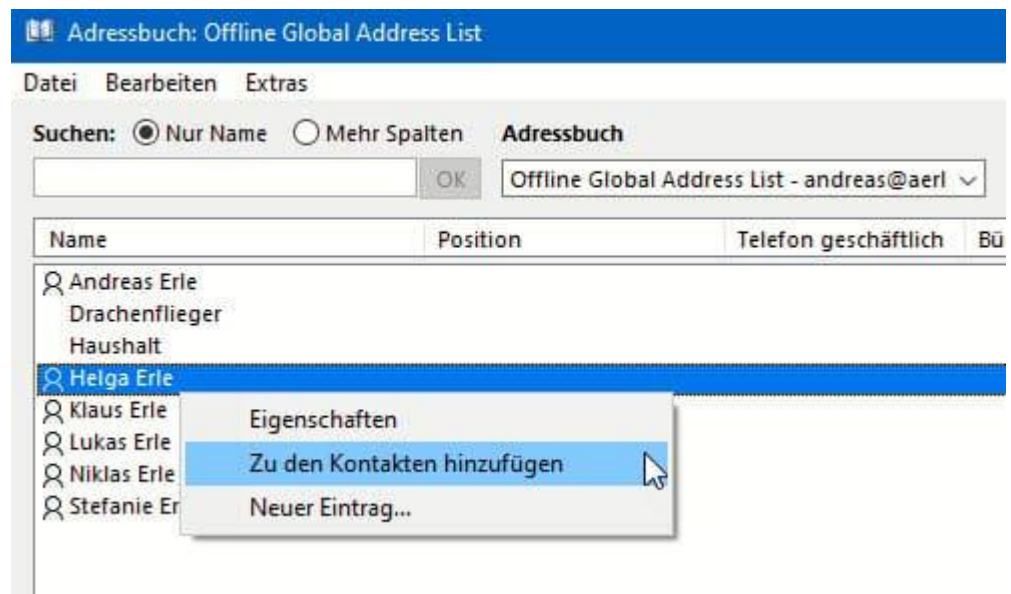 Adressbuch: Offline Global Address List
Datei Bearbeiten Extras
Suchen: Nur Name Mehr Spalten Adressbuch
OK Offline Global Address List - andreas@aerl
Name Position Telefon geschäftlich Bü
Andreas Erle
Drachenflieger
Haushalt
Helga Erle
Klaus Erle
Eigenschaften
Lukas Erle
Zu den Kontakten hinzufügen
Niklas Erle
Stefanie Er
Neuer Eintrag...